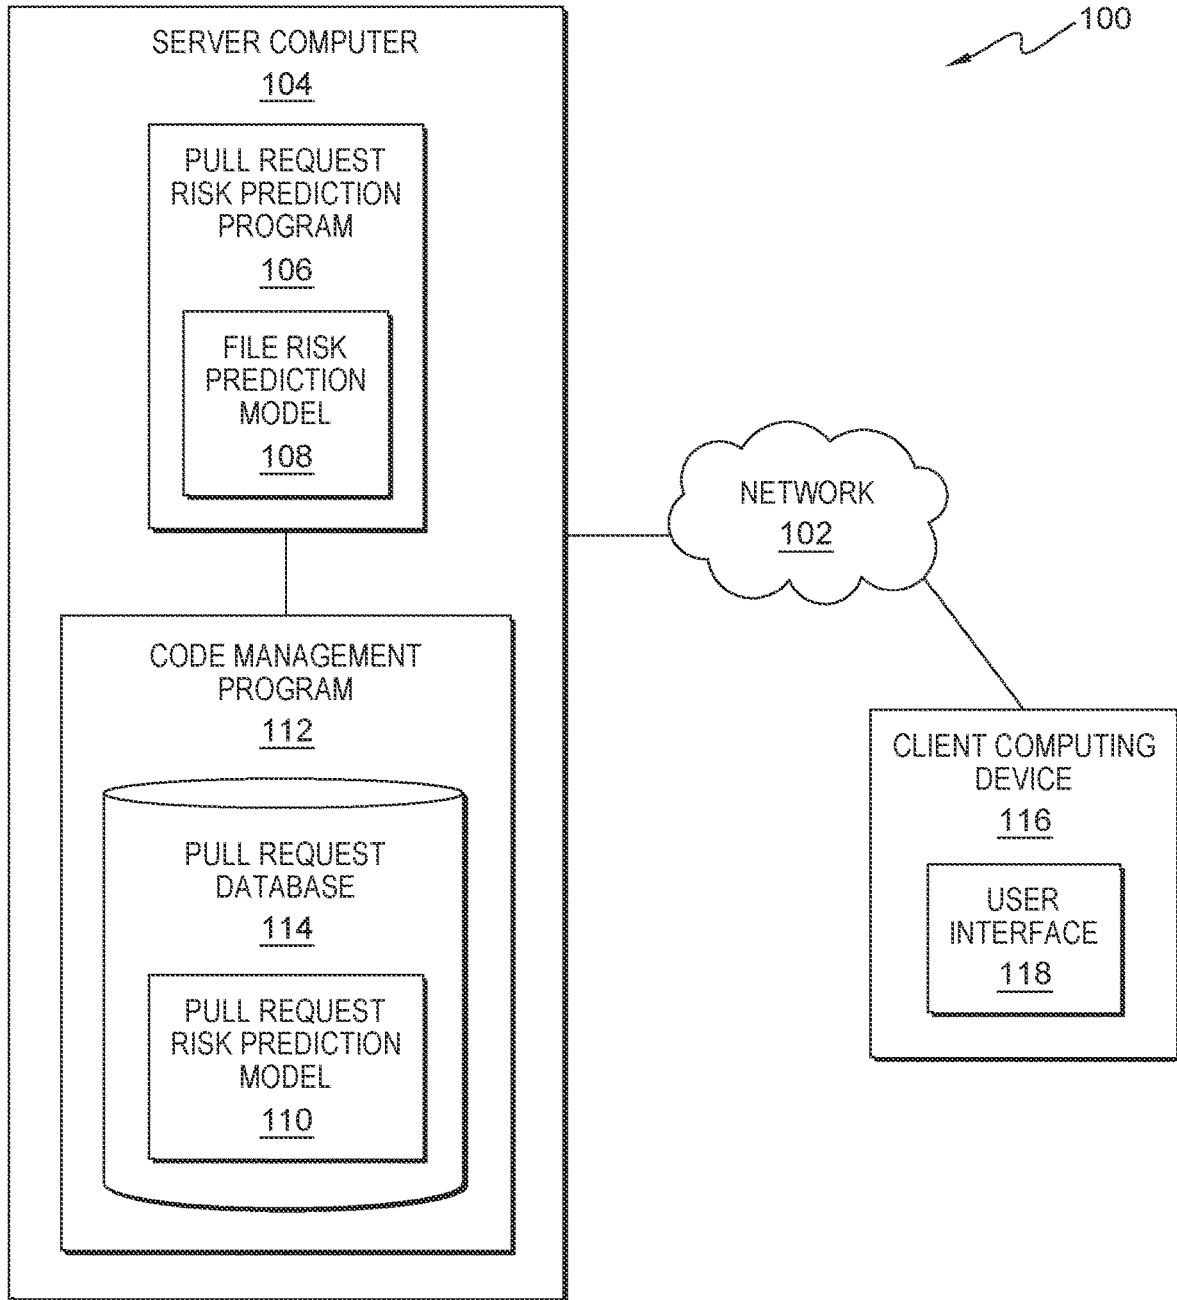 100
SERVER COMPUTER
104
PULL REQUEST
RISK PREDICTION
PROGRAM
106
FILE RISK
PREDICTION
MODEL
108
NETWORK
102
CODE MANAGEMENT
PROGRAM
112
PULL REQUEST
DATABASE
114
PULL REQUEST
RISK PREDICTION
MODEL
110
CLIENT COMPUTING
DEVICE
116
USER
INTERFACE
118